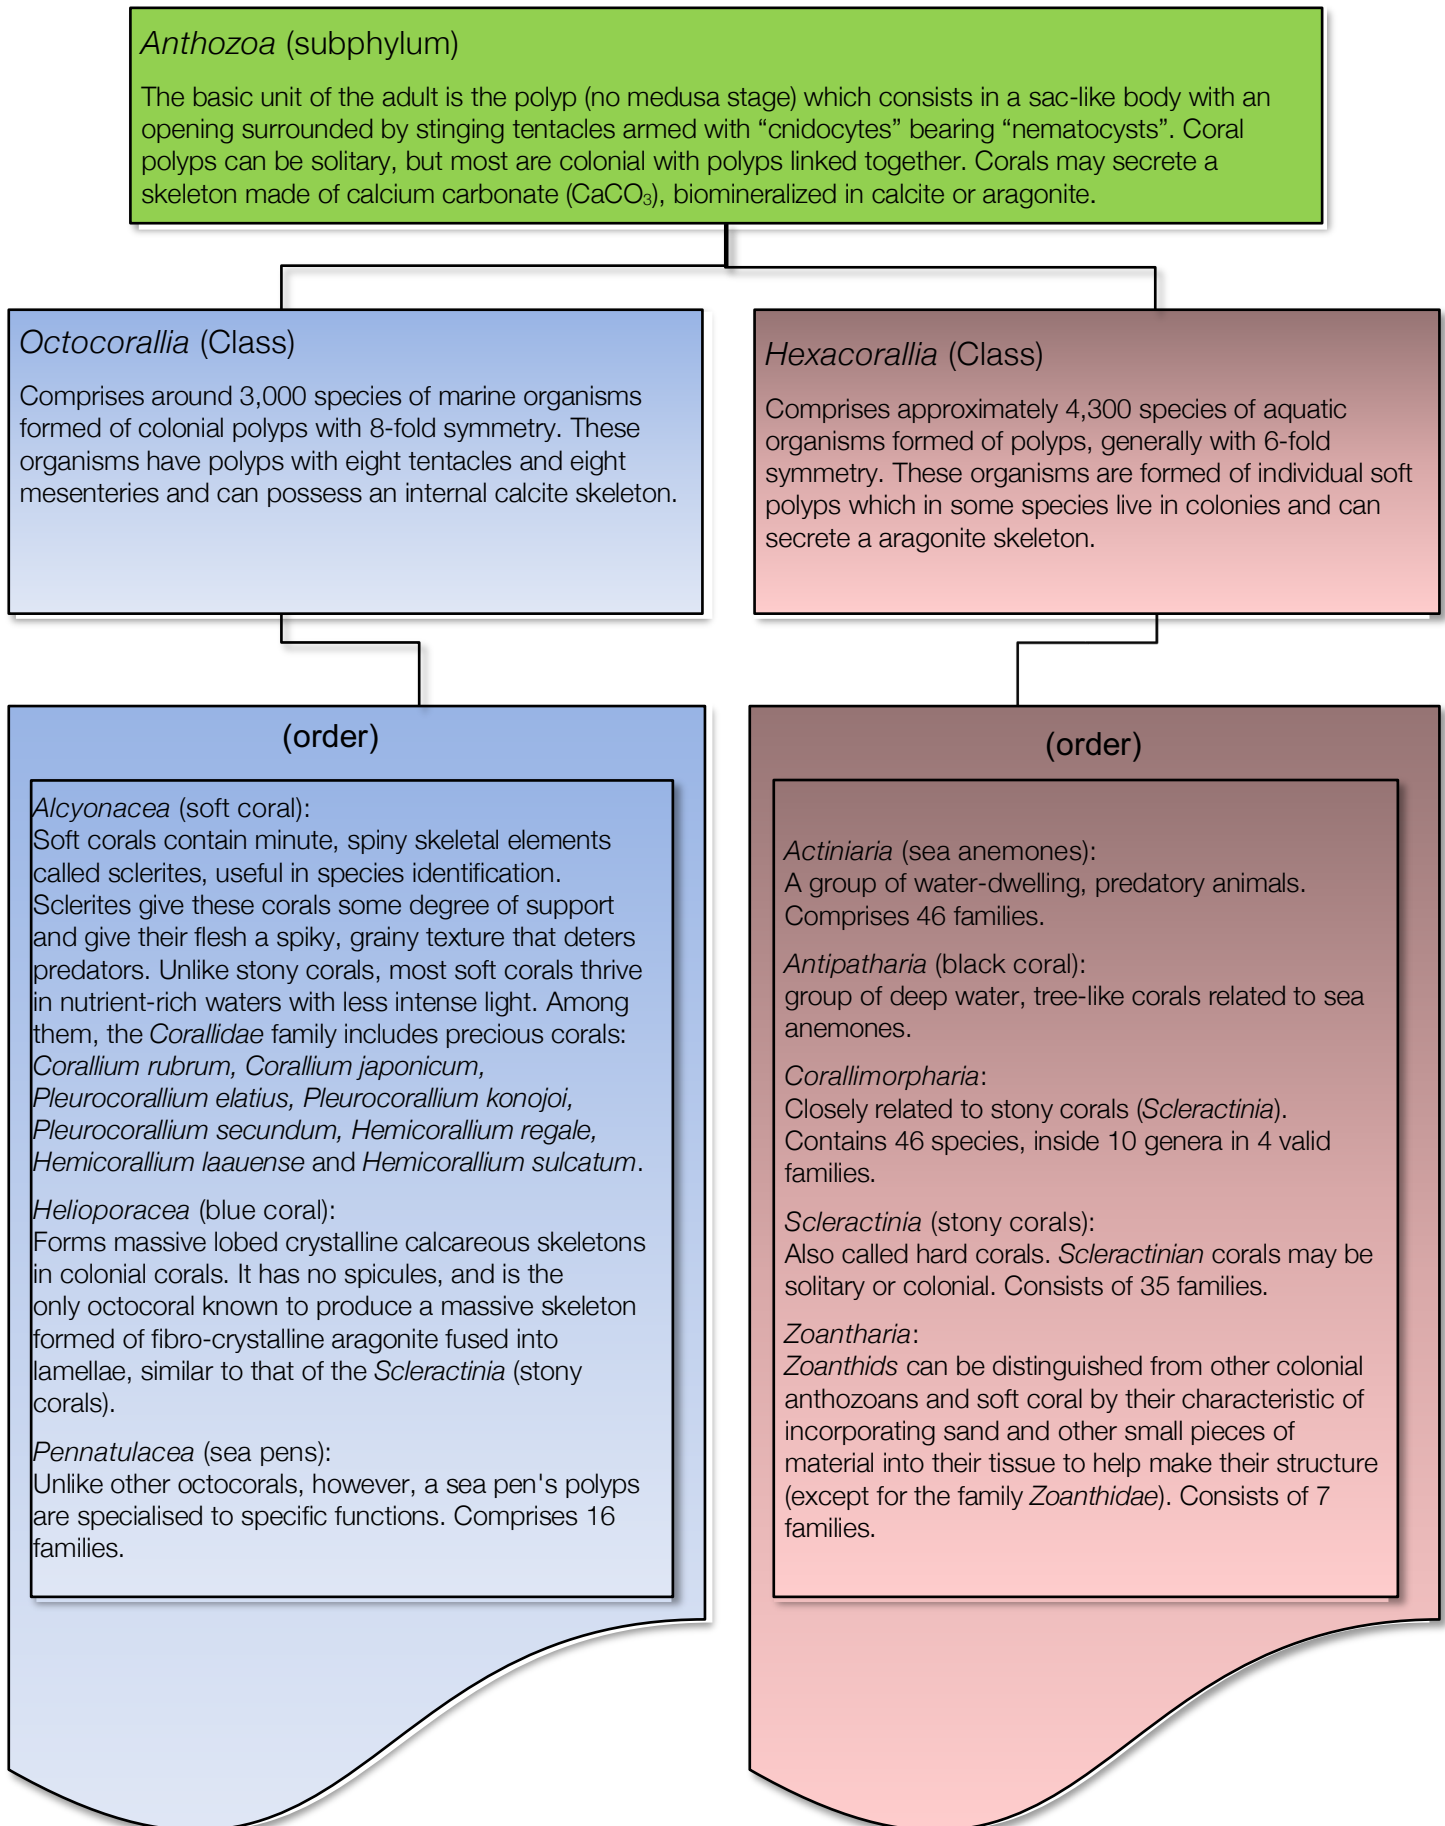 Anthozoa (subphylum)
The basic unit of the adult is the polyp (no medusa stage) which consists in a sac-like body with an
opening surrounded by stinging tentacles armed with “cnidocytes” bearing “nematocysts”. Coral
polyps can be solitary, but most are colonial with polyps linked together. Corals may secrete a
skeleton made of calcium carbonate (CaCO₃), biomineralized in calcite or aragonite.
Octocorallia (Class)
Comprises around 3,000 species of marine organisms
formed of colonial polyps with 8-fold symmetry. These
organisms have polyps with eight tentacles and eight
mesenteries and can possess an internal calcite skeleton.
Hexacorallia (Class)
Comprises approximately 4,300 species of aquatic
organisms formed of polyps, generally with 6-fold
symmetry. These organisms are formed of individual soft
polyps which in some species live in colonies and can
secrete a aragonite skeleton.
(order)
Alcyonacea (soft coral):
Soft corals contain minute, spiny skeletal elements
called sclerites, useful in species identification.
Sclerites give these corals some degree of support
and give their flesh a spiky, grainy texture that deters
predators. Unlike stony corals, most soft corals thrive
in nutrient-rich waters with less intense light. Among
them, the Corallidae family includes precious corals:
Corallium rubrum, Corallium japonicum,
Pleurocorallium elatius, Pleurocorallium konojoi,
Pleurocorallium secundum, Hemicorallium regale,
Hemicorallium laauense and Hemicorallium sulcatum.
Helioporacea (blue coral):
Forms massive lobed crystalline calcareous skeletons
in colonial corals. It has no spicules, and is the
only octocoral known to produce a massive skeleton
formed of fibro-crystalline aragonite fused into
lamellae, similar to that of the Scleractinia (stony
corals).
Pennatulacea (sea pens):
Unlike other octocorals, however, a sea pen's polyps
are specialised to specific functions. Comprises 16
families.
(order)
Actiniaria (sea anemones):
A group of water-dwelling, predatory animals.
Comprises 46 families.
Antipatharia (black coral):
group of deep water, tree-like corals related to sea
anemones.
Corallimorpharia:
Closely related to stony corals (Scleractinia).
Contains 46 species, inside 10 genera in 4 valid
families.
Scleractinia (stony corals):
Also called hard corals. Scleractinian corals may be
solitary or colonial. Consists of 35 families.
Zoantharia:
Zoanthids can be distinguished from other colonial
anthozoans and soft coral by their characteristic of
incorporating sand and other small pieces of
material into their tissue to help make their structure
(except for the family Zoanthidae). Consists of 7
families.